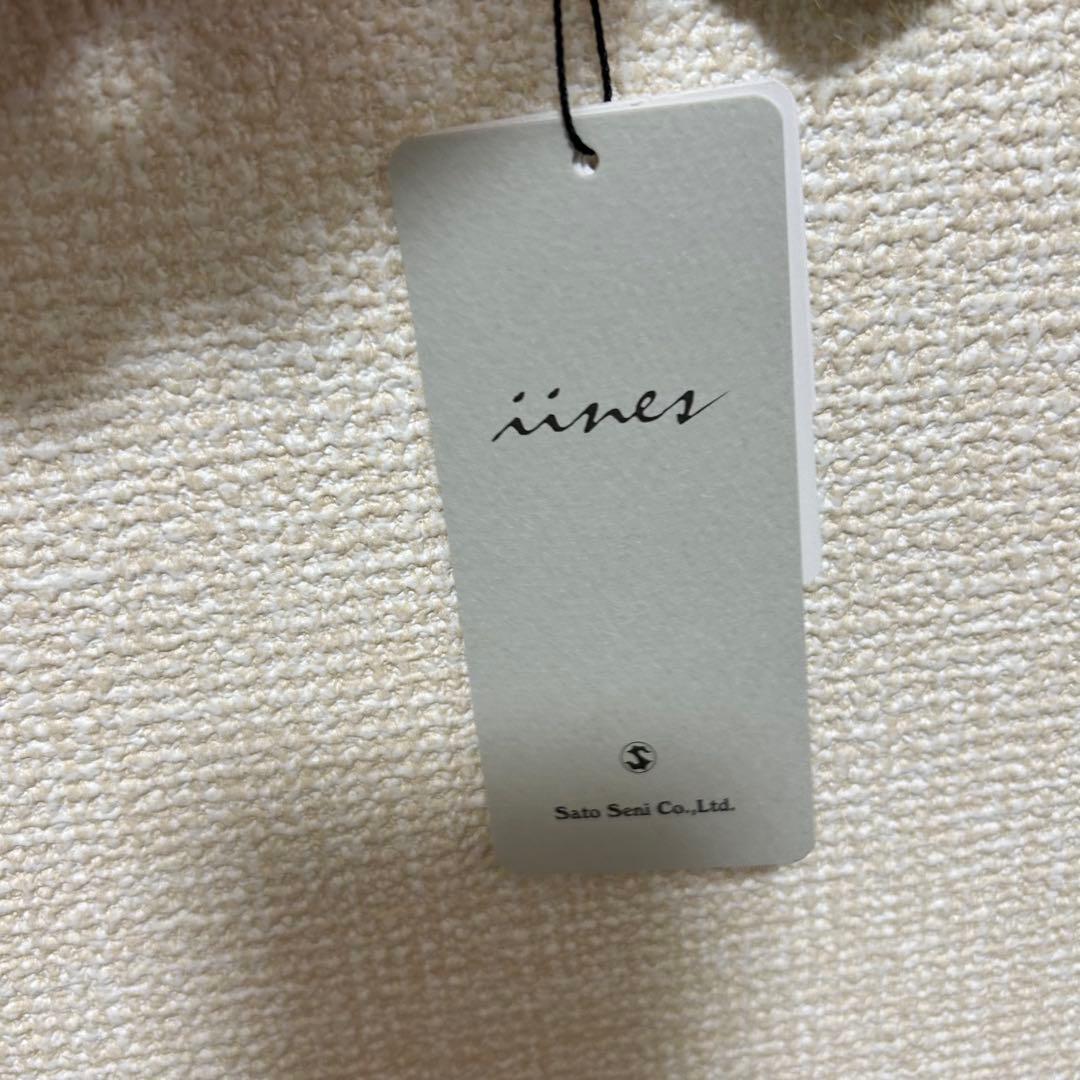 iines
S
Sato Seni Co.,Ltd.